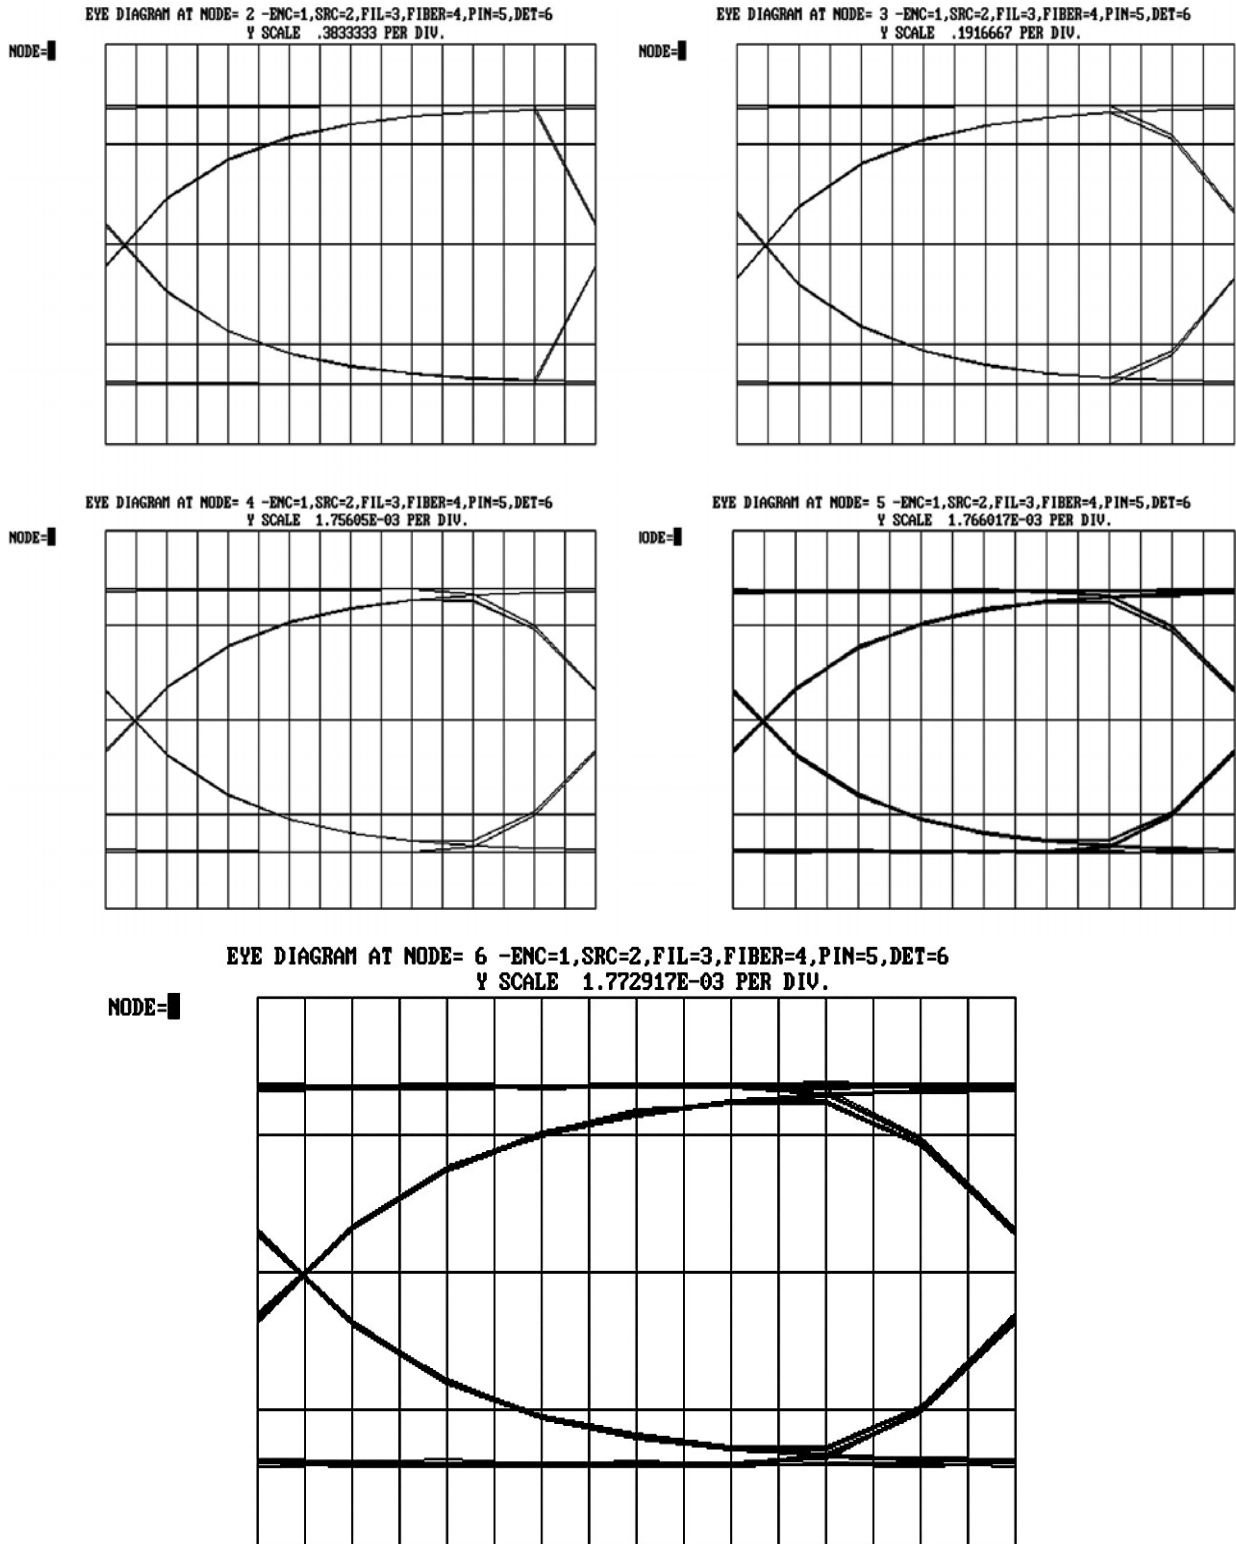 EYE DIAGRAM AT NODE= 2 -ENC=1,SRC=2,FIL=3,FIBER=4,PIN=5,DET=6
Y SCALE .3833333 PER DIV.
NODE=
EYE DIAGRAM AT NODE= 3 -ENC=1,SRC=2,FIL=3,FIBER=4,PIN=5,DET=6
Y SCALE .1916667 PER DIV.
NODE=
EYE DIAGRAM AT NODE= 4 -ENC=1,SRC=2,FIL=3,FIBER=4,PIN=5,DET=6
Y SCALE 1.75605E-03 PER DIV.
NODE=
EYE DIAGRAM AT NODE= 5 -ENC=1,SRC=2,FIL=3,FIBER=4,PIN=5,DET=6
Y SCALE 1.766017E-03 PER DIV.
IODE=
EYE DIAGRAM AT NODE= 6 -ENC=1,SRC=2,FIL=3,FIBER=4,PIN=5,DET=6
Y SCALE 1.772917E-03 PER DIV.
NODE=